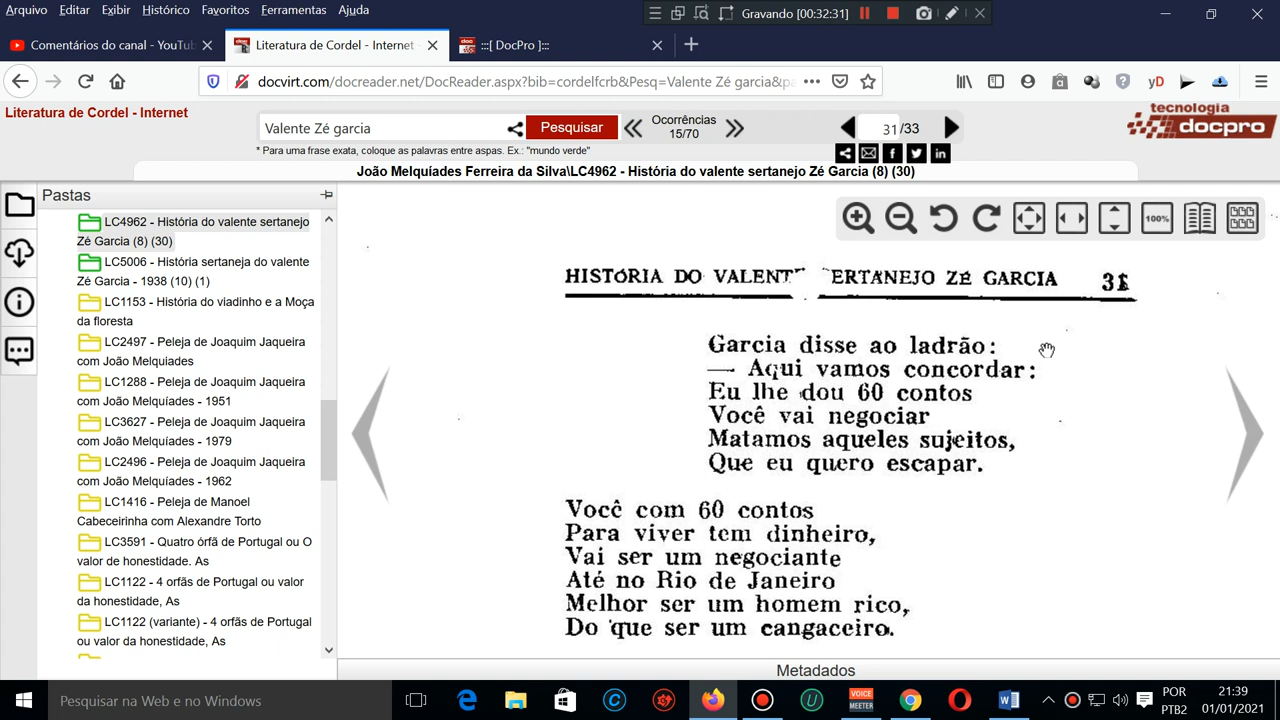 Arquivo Editar Exibir Histórico Favoritos Ferramentas Ajuda
Gravando (00:32:31)
Comentários do canal - YouTu
Literatura de Cordel - Internet -
:::[ DocPro ]:::
docvirt.com/docreader.net/DocReader.aspx?bib=cordelfcrb&Pesq=Valente Zé garcia&pa
Literatura de Cordel - Internet
Valente Zé garcia
Pesquisar
Ocorrências
15/70
31 /33
* Para uma frase exata, coloque as palavras entre aspas. Ex.: "mundo verde"
tecnologia
docpro
João Melquíades Ferreira da Silva\LC4962 - História do valente sertanejo Zé Garcia (8) (30)
Pastas
LC4962 - História do valente sertanejo
Zé Garcia (8) (30)
LC5006 - História sertaneja do valente
Zé Garcia - 1938 (10) (1)
LC1153 - História do viadinho e a Moça
da floresta
LC2497 - Peleja de Joaquim Jaqueira
com João Melquiades
LC1288 - Peleja de Joaquim Jaqueira
com João Melquíades - 1951
LC3627 - Peleja de Joaquim Jaqueira
com João Melquíades - 1979
LC2496 - Peleja de Joaquim Jaqueira
com João Melquíades - 1962
LC1416 - Peleja de Manoel
Cabeceirinha com Alexandre Torto
LC3591 - Quatro órfã de Portugal ou O
valor de honestidade. As
LC1122 - 4 orfãs de Portugal ou valor
da honestidade, As
LC1122 (variante) - 4 orfãs de Portugal
ou valor da honestidade, As
100%
HISTÓRIA DO VALENT ERTANEJO ZÉ GARCIA 31
Garcia disse ao ladrão:
— Aqui vamos concordar:
Eu lhe dou 60 contos
Você vai negociar
Matamos aqueles sujeitos,
Que eu quero escapar.
Você com 60 contos
Para viver tem dinheiro,
Vai ser um negociante
Até no Rio de Janeiro
Melhor ser um homem rico,
Do que ser um cangaceiro.
Metadados
Pesquisar na Web e no Windows
VOICE
MEETER
POR
PTB2
21:39
01/01/2021